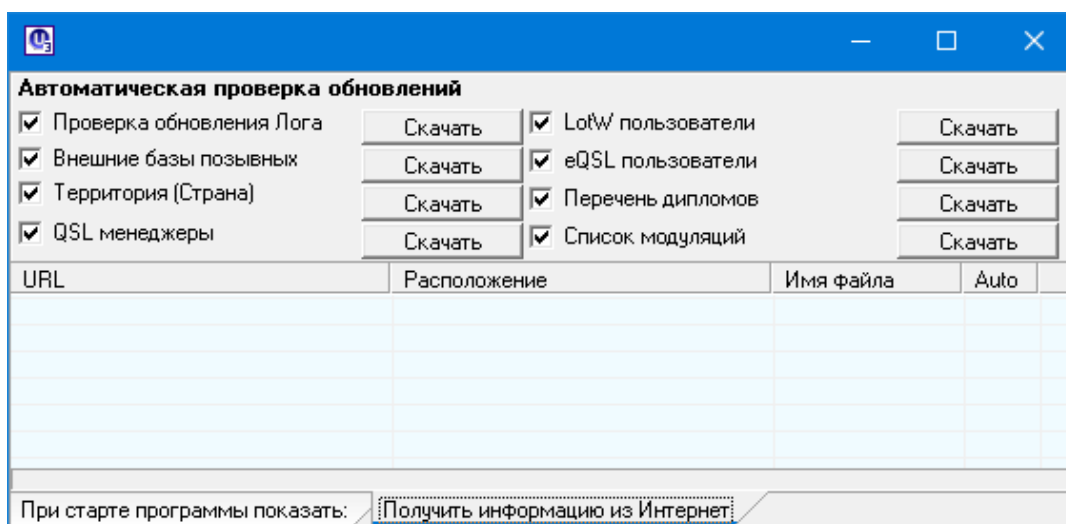 Автоматическая проверка обновлений
Проверка обновления Лога Скачать LotW пользователи Скачать
Внешние базы позывных Скачать eQSL пользователи Скачать
Территория (Страна) Скачать Перечень дипломов Скачать
QSL менеджеры Скачать Список модуляций Скачать
URL Расположение Имя файла Auto
При старте программы показать: Получить информацию из Интернет